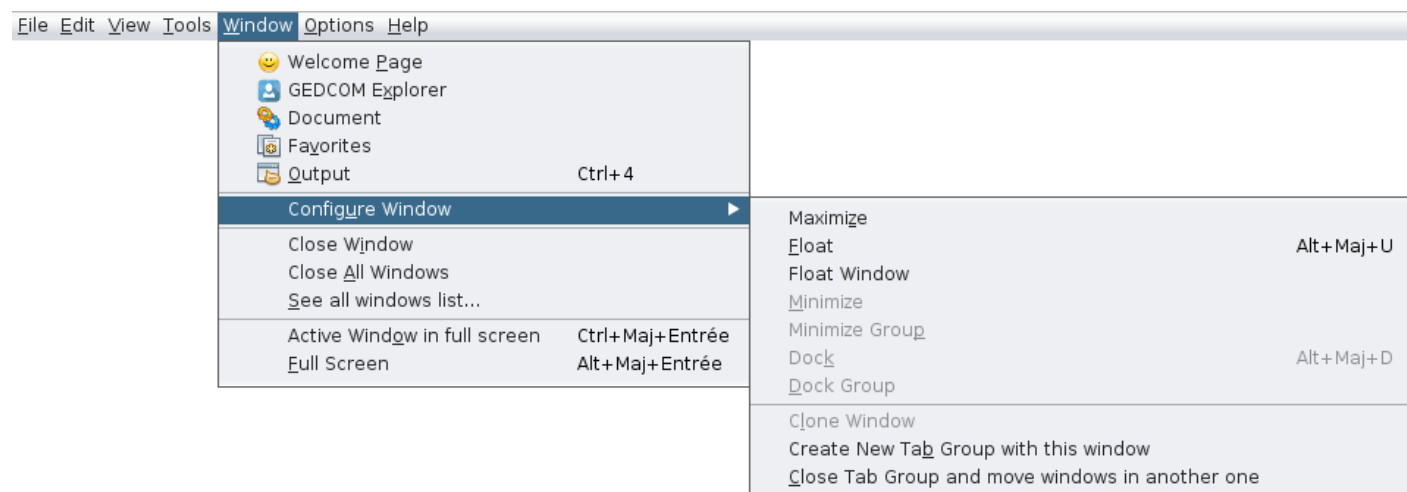 File Edit View Tools Window Options Help
Welcome Page
GEDCOM Explorer
Document
Favorites
Output Ctrl+4
Configure Window
Close Window
Close All Windows
See all windows list...
Active Window in full screen Ctrl+Maj+Entrée
Full Screen Alt+Maj+Entrée
Maximize
Float Alt+Maj+U
Float Window
Minimize
Minimize Group
Dock Alt+Maj+D
Dock Group
Clone Window
Create New Tab Group with this window
Close Tab Group and move windows in another one